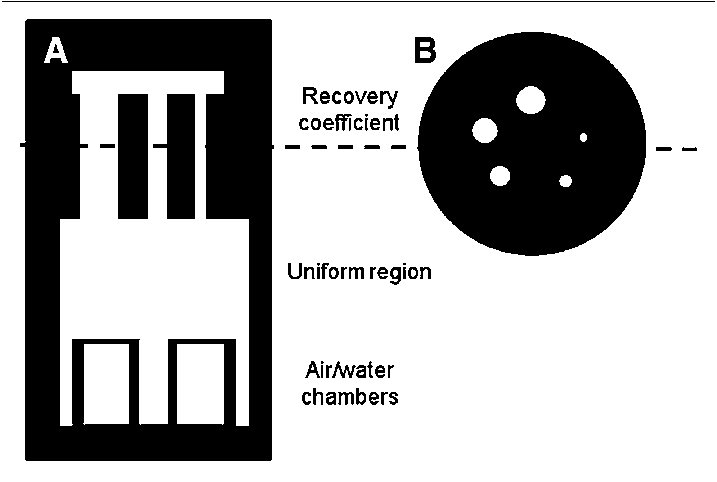 A
B
Recovery
coefficient
Uniform region
Air/water
chambers